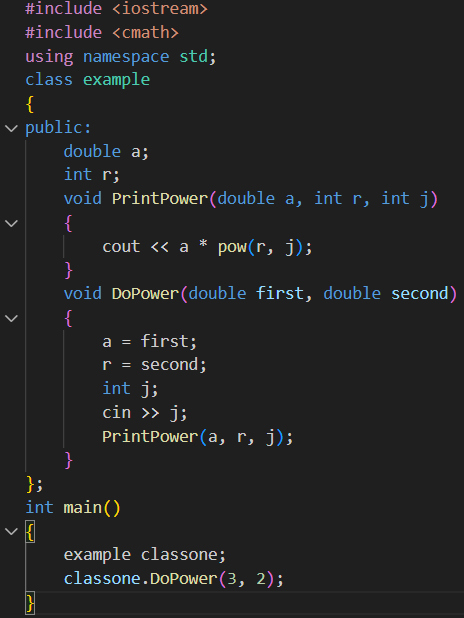 #include <iostream>
#include <cmath>
using namespace std;
class example
{
public:
    double a;
    int r;
    void PrintPower(double a, int r, int j)
    {
        cout << a * pow(r, j);
    }
    void DoPower(double first, double second)
    {
        a = first;
        r = second;
        int j;
        cin >> j;
        PrintPower(a, r, j);
    }
};
int main()
{
    example classone;
    classone.DoPower(3, 2);
}